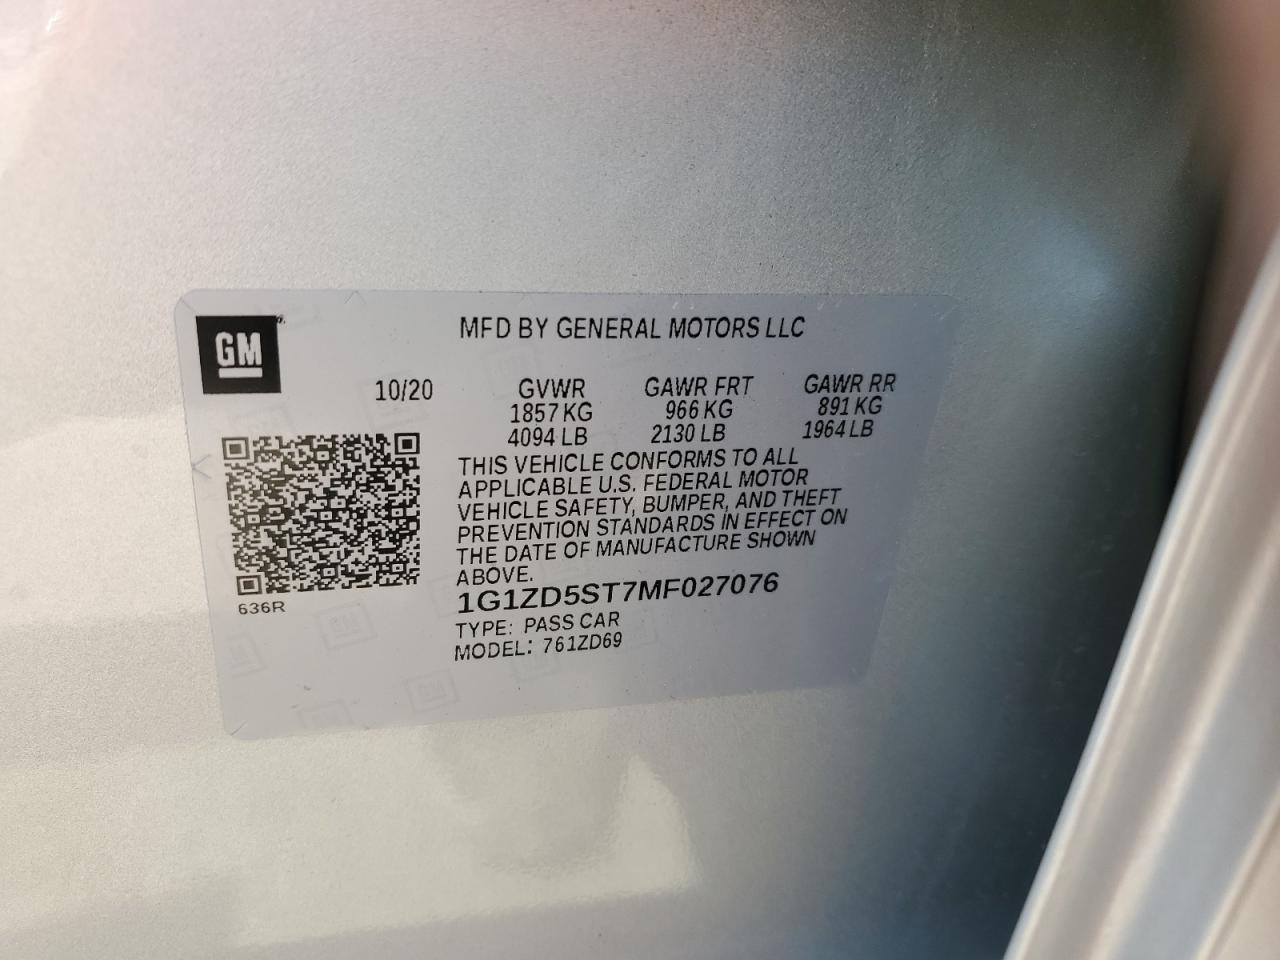 GM
MFD BY GENERAL MOTORS LLC
10/20 GVWR GAWR FRT GAWR RR
1857 KG 966 KG 891 KG
4094 LB 2130 LB 1964 LB
THIS VEHICLE CONFORMS TO ALL
APPLICABLE U.S. FEDERAL MOTOR
VEHICLE SAFETY, BUMPER, AND THEFT
PREVENTION STANDARDS IN EFFECT ON
THE DATE OF MANUFACTURE SHOWN
ABOVE.
1G1ZD5ST7MF027076
636R
TYPE: PASS CAR
MODEL: 761ZD69